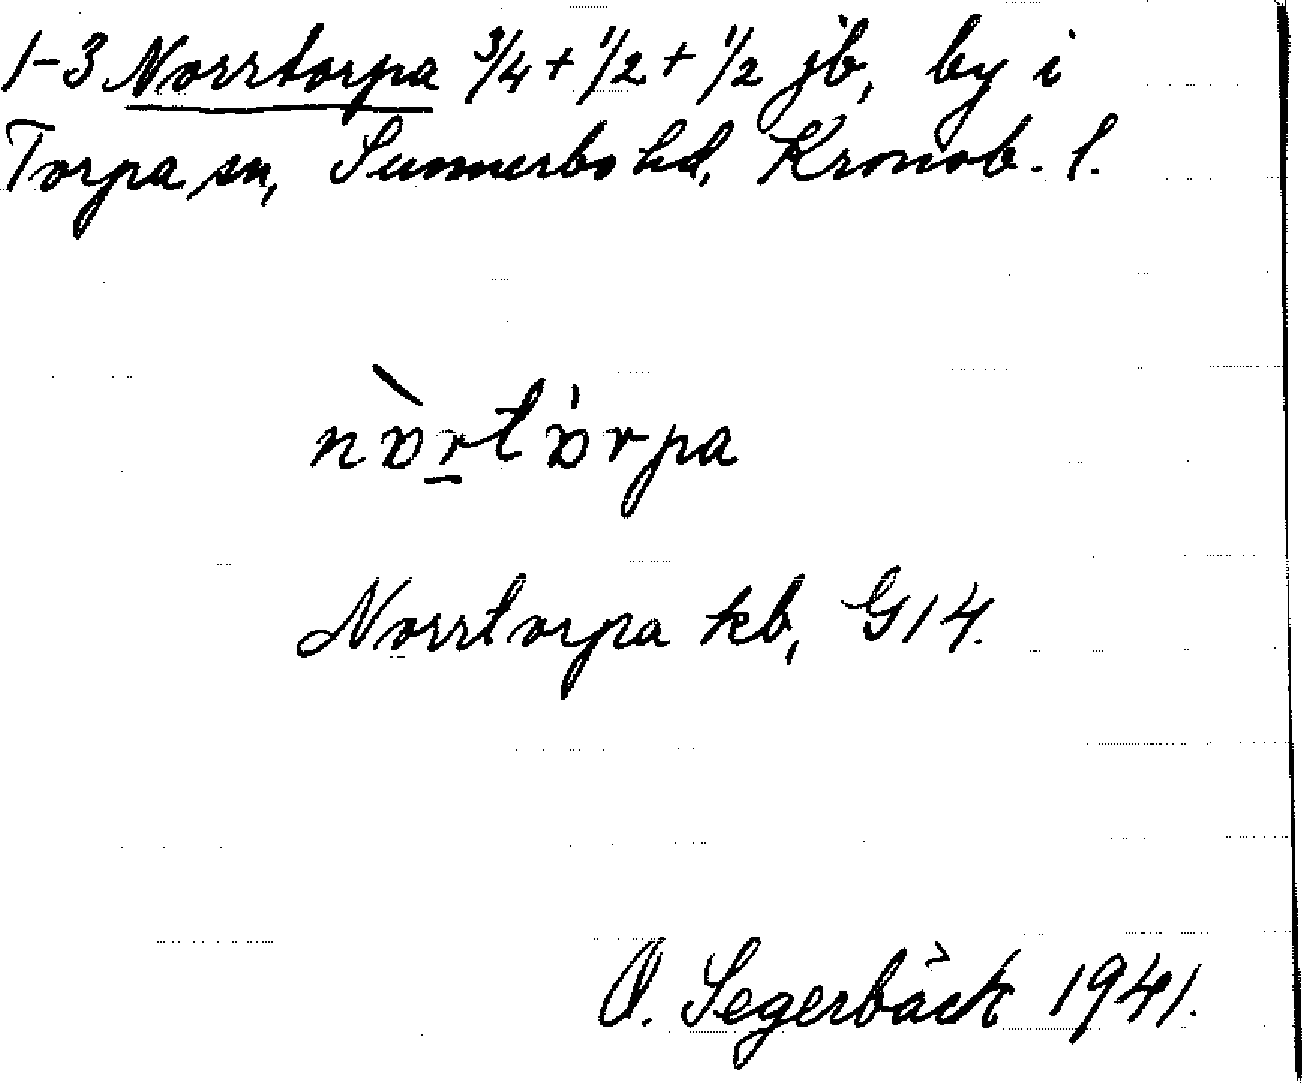 1-3 Norrtorpa 3/4 + 1/2 + 1/2 jb, by i
Torpa sn, Sunnerbo hd, Kronob. l.
nòrtórpa
Norrtorpa kb, G14.
O. Segerbäck 1941.